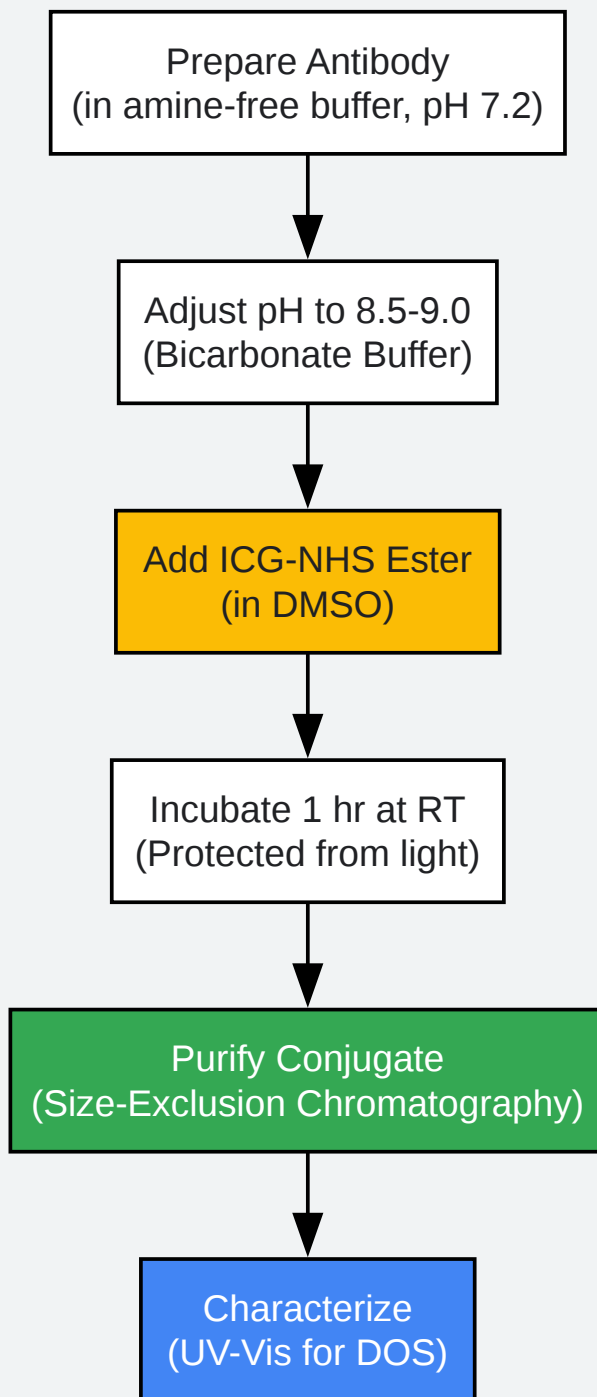 Prepare Antibody
(in amine-free buffer, pH 7.2)
Adjust pH to 8.5-9.0
(Bicarbonate Buffer)
Add ICG-NHS Ester
(in DMSO)
Incubate 1 hr at RT
(Protected from light)
Purify Conjugate
(Size-Exclusion Chromatography)
Characterize
(UV-Vis for DOS)